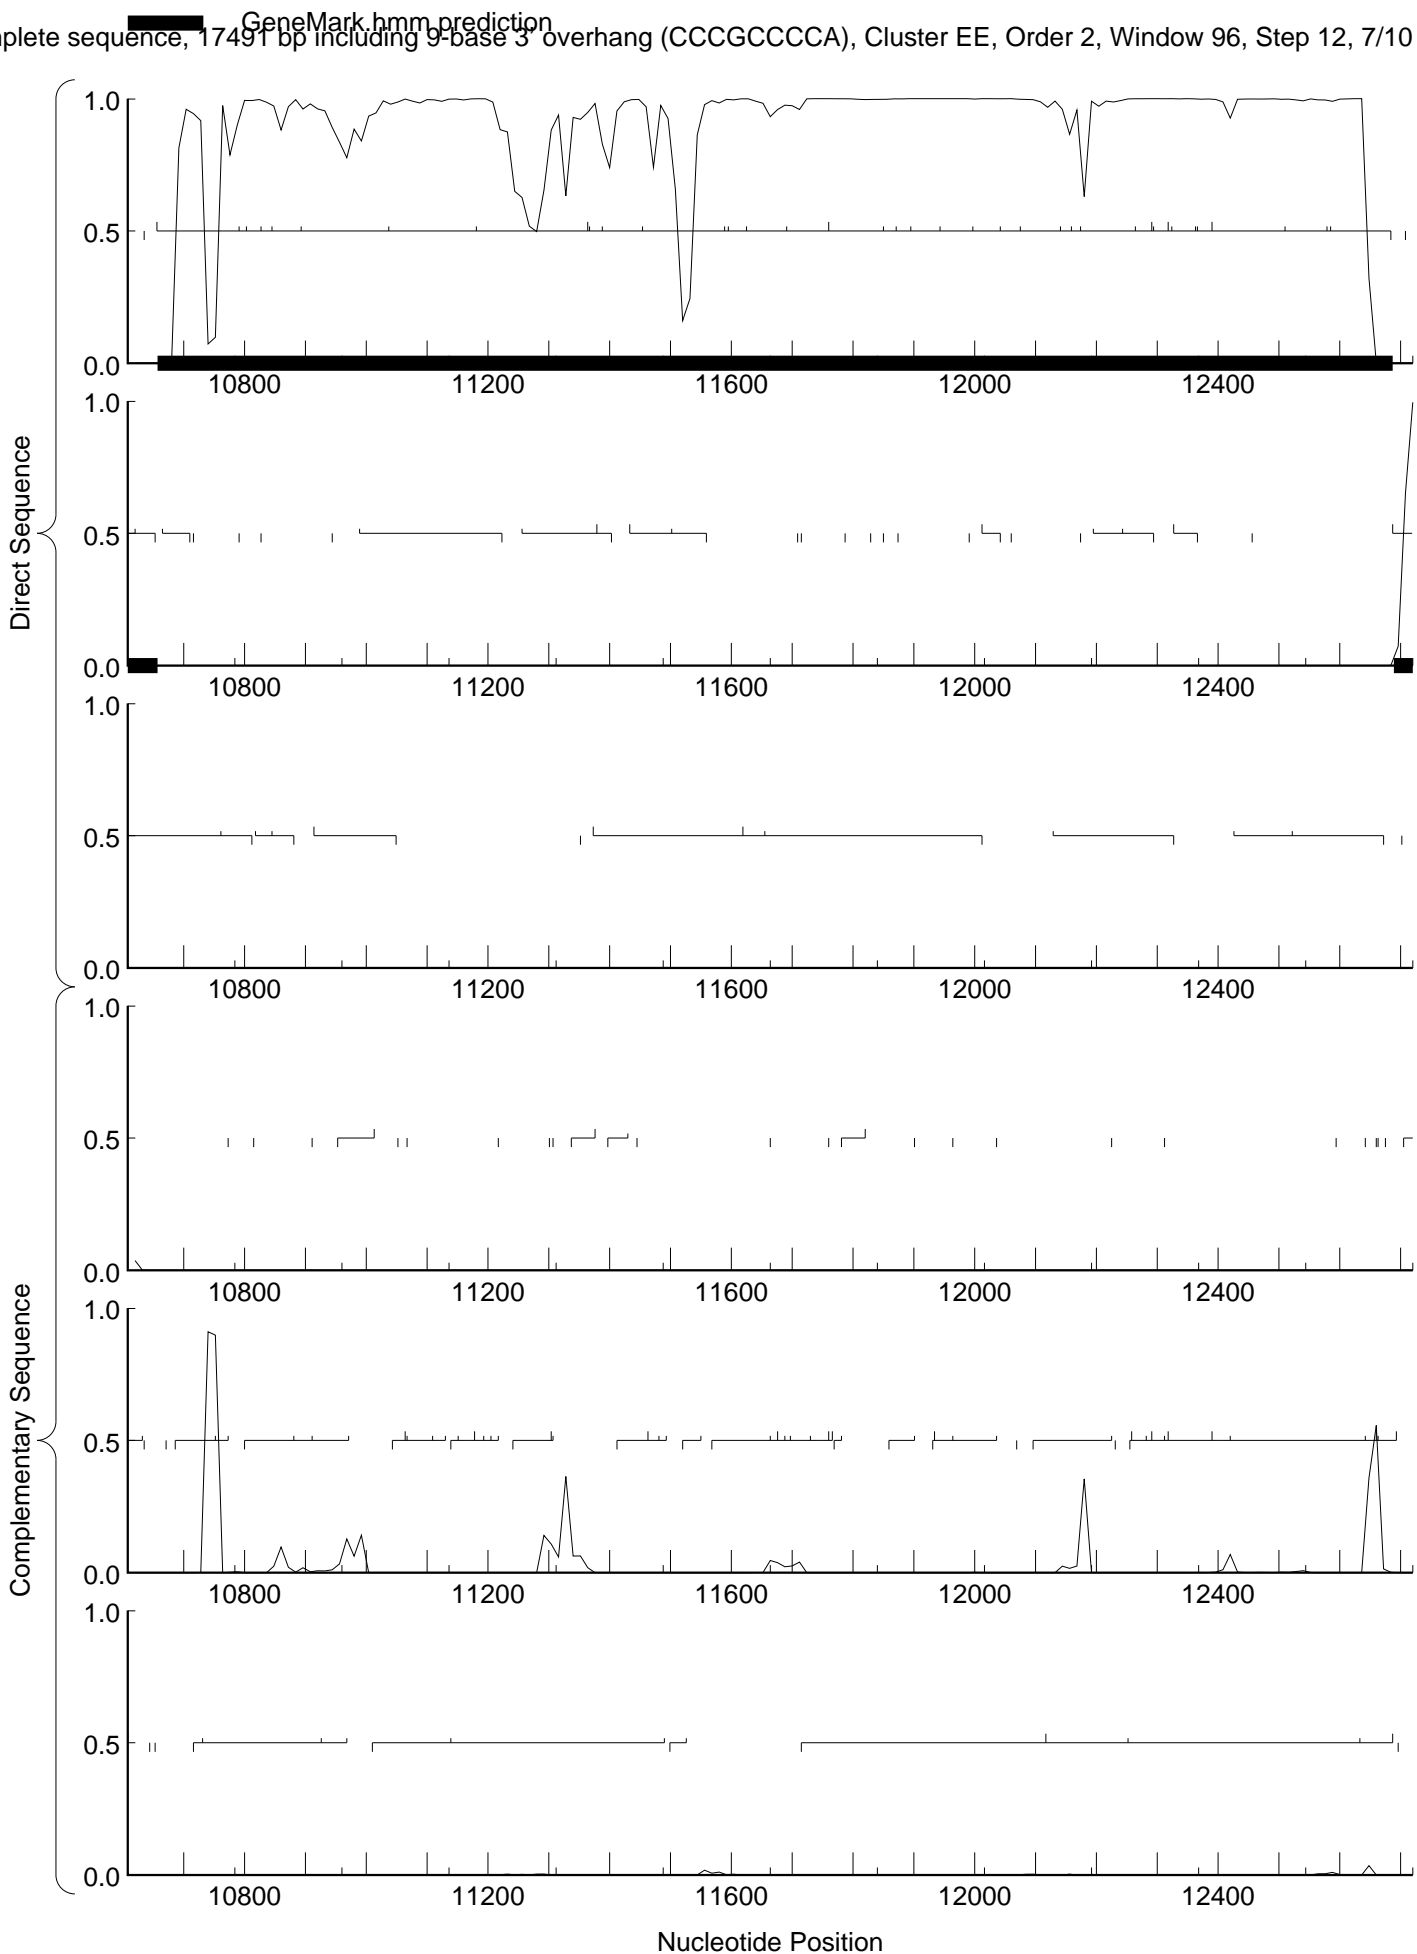 GeneMark.hmm prediction
nplete sequence, 17491 bp including 9-base 3' overhang (CCCGCCCCA), Cluster EE, Order 2, Window 96, Step 12, 7/10
Direct Sequence
1.0
0.5
0.0
10800 11200 11600 12000 12400
1.0
0.5
0.0
10800 11200 11600 12000 12400
1.0
0.5
0.0
10800 11200 11600 12000 12400
Complementary Sequence
1.0
0.5
0.0
10800 11200 11600 12000 12400
1.0
0.5
0.0
10800 11200 11600 12000 12400
1.0
0.5
0.0
10800 11200 11600 12000 12400
Nucleotide Position